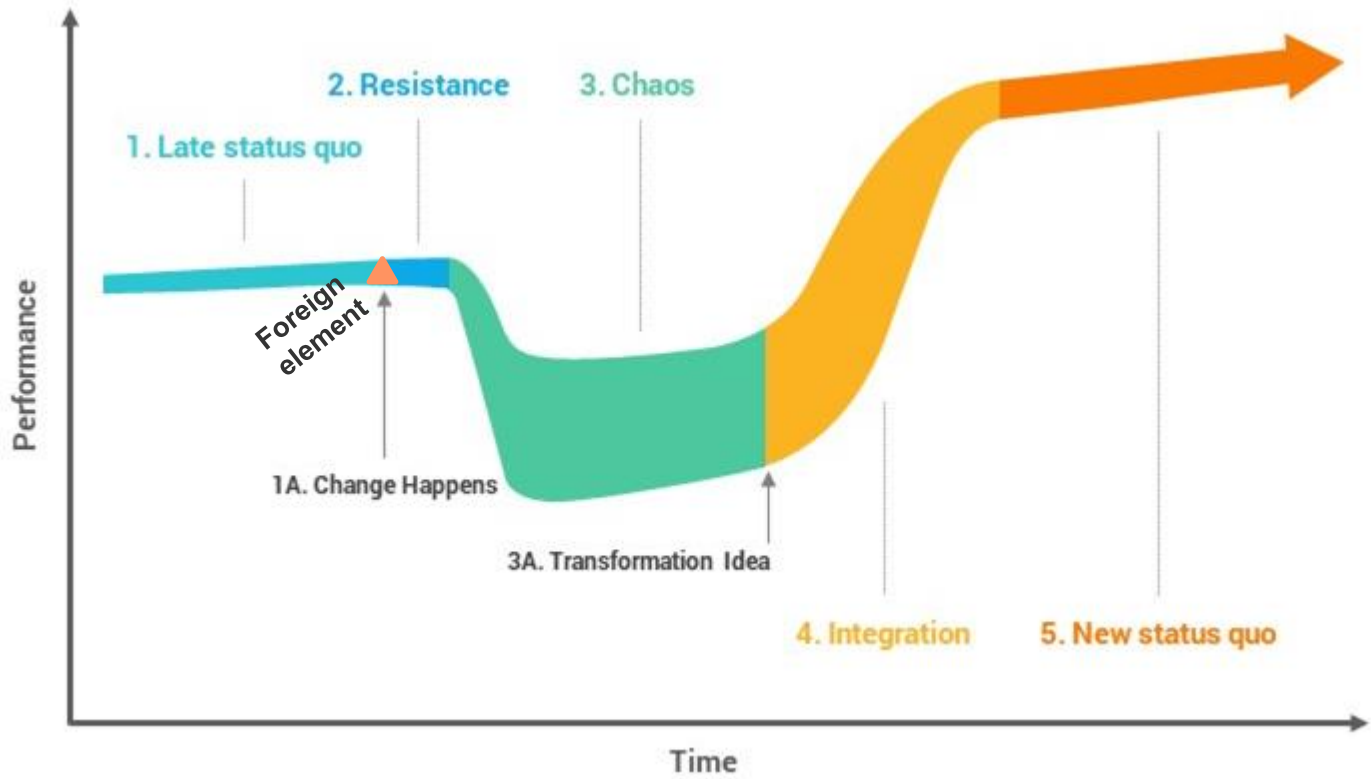 2. Resistance
3. Chaos
1. Late status quo
Foreign
element
Performance
1A. Change Happens
3A. Transformation Idea
4. Integration
5. New status quo
Time